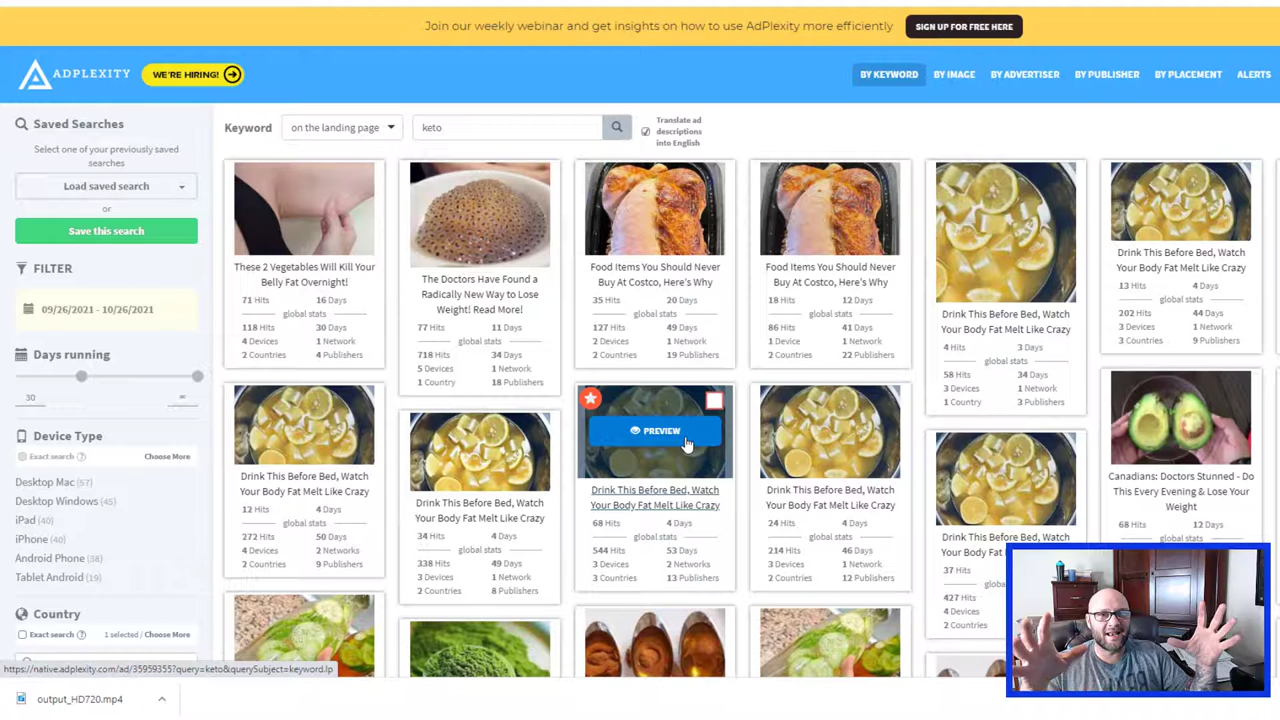 Join our weekly webinar and get insights on how to use AdPlexity more efficiently
SIGN UP FOR FREE HERE
ADPLEXITY
WE'RE HIRING!
BY KEYWORD
BY IMAGE
BY ADVERTISER
BY PUBLISHER
BY PLACEMENT
ALERTS
Saved Searches
Select one of your previously saved
searches
Load saved search
or
Save this search
FILTER
09/26/2021 - 10/26/2021
Days running
30
∞
Device Type
Exact search
Choose More
Desktop Mac (57)
Desktop Windows (45)
iPad (40)
iPhone (40)
Android Phone (38)
Tablet Android (19)
Country
Exact search
1 selected / Choose More
Keyword
on the landing page
keto
Translate ad
descriptions
into English
These 2 Vegetables Will Kill Your
Belly Fat Overnight!
71 Hits 16 Days
global stats
118 Hits 30 Days
4 Devices 1 Network
2 Countries 4 Publishers
The Doctors Have Found a
Radically New Way to Lose
Weight! Read More!
77 Hits 11 Days
global stats
718 Hits 34 Days
5 Devices 1 Network
1 Country 18 Publishers
Food Items You Should Never
Buy At Costco, Here's Why
35 Hits 20 Days
global stats
127 Hits 49 Days
2 Devices 1 Network
2 Countries 19 Publishers
Food Items You Should Never
Buy At Costco, Here's Why
18 Hits 12 Days
global stats
86 Hits 41 Days
1 Device 1 Network
2 Countries 22 Publishers
Drink This Before Bed, Watch
Your Body Fat Melt Like Crazy
4 Hits 3 Days
global stats
58 Hits 34 Days
3 Devices 1 Network
1 Country 3 Publishers
Drink This Before Bed, Watch
Your Body Fat Melt Like Crazy
13 Hits 4 Days
global stats
202 Hits 44 Days
3 Devices 1 Network
3 Countries 9 Publishers
Drink This Before Bed, Watch
Your Body Fat Melt Like Crazy
12 Hits 4 Days
global stats
272 Hits 50 Days
4 Devices 2 Networks
2 Countries 9 Publishers
Drink This Before Bed, Watch
Your Body Fat Melt Like Crazy
34 Hits 4 Days
global stats
338 Hits 49 Days
3 Devices 1 Network
2 Countries 8 Publishers
PREVIEW
Drink This Before Bed, Watch
Your Body Fat Melt Like Crazy
68 Hits 4 Days
global stats
544 Hits 53 Days
3 Devices 2 Networks
3 Countries 13 Publishers
Drink This Before Bed, Watch
Your Body Fat Melt Like Crazy
24 Hits 4 Days
global stats
214 Hits 46 Days
3 Devices 1 Network
2 Countries 12 Publishers
Drink This Before Bed, Watch
Your Body Fat
37 Hits
427 Hits
4 Devices
2 Countries
Canadians: Doctors Stunned - Do
This Every Evening & Lose Your
Weight
68 Hits 12 Days
https://native.adplexity.com/ad/35959355?query=keto&querySubject=keyword.lp
output_HD720.mp4